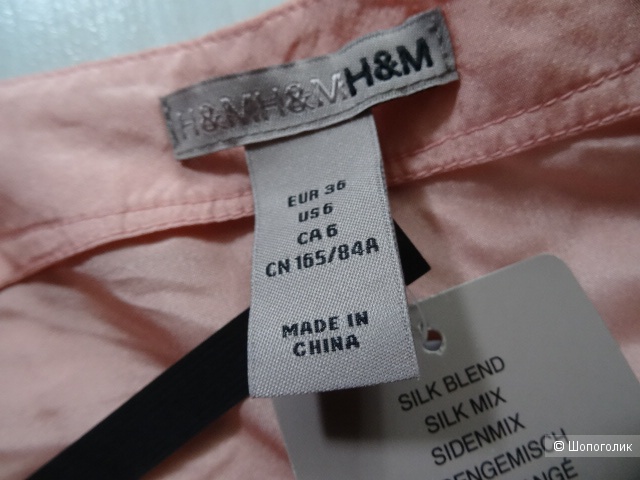 H&MH&MH&M
EUR 36
US 6
CA 6
CN 165/84A
MADE IN
CHINA
SILK BLEND
SILK MIX
SIDENMIX
© Шопоголик